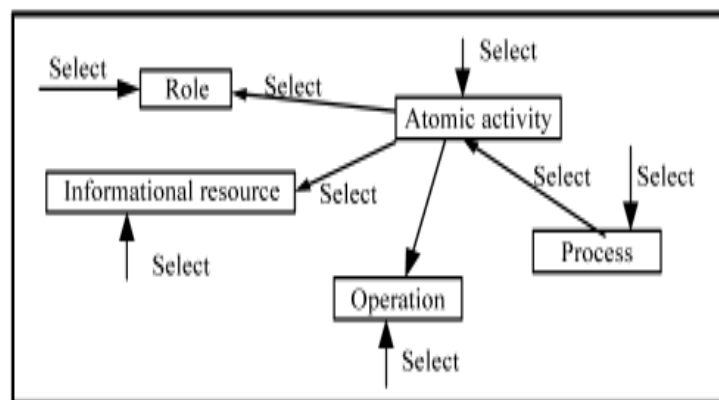 Select
Select
Role
Select
Atomic activity
Informational resource
Select
Select
Select
Process
Select
Operation
Select